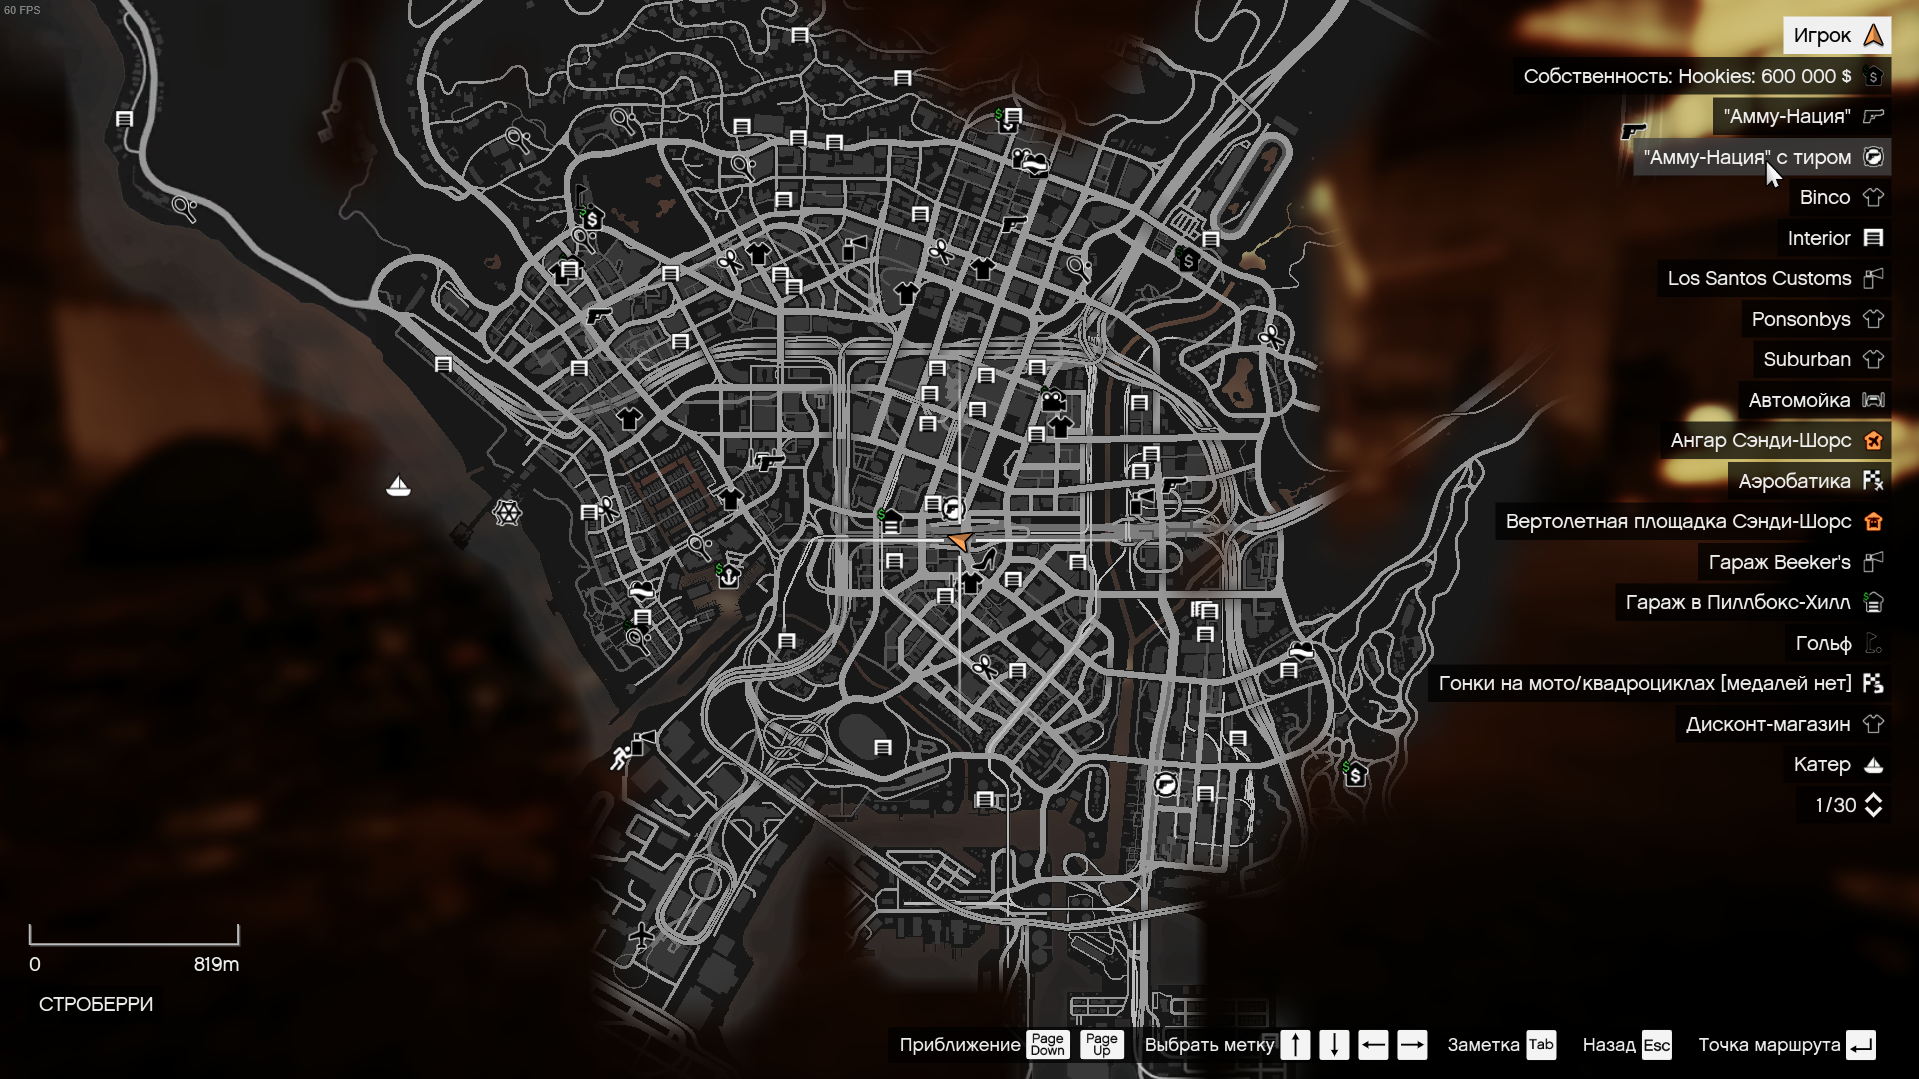 60 FPS
Игрок
Собственность: Hookies: 600 000 $
"Амму-Нация"
"Амму-Нация" с тиром
Binco
Interior
Los Santos Customs
Ponsonbys
Suburban
Автомойка
Ангар Сэнди-Шорс
Аэробатика
Вертолетная площадка Сэнди-Шорс
Гараж Beeker's
Гараж в Пиллбокс-Хилл
Гольф
Гонки на мото/квадроциклах [медалей нет]
Дисконт-магазин
Катер
1/30
0 819m
СТРОБЕРРИ
Приближение Page Down Page Up Выбрать метку ↑ ↓ ← → Заметка Tab Назад Esc Точка маршрута